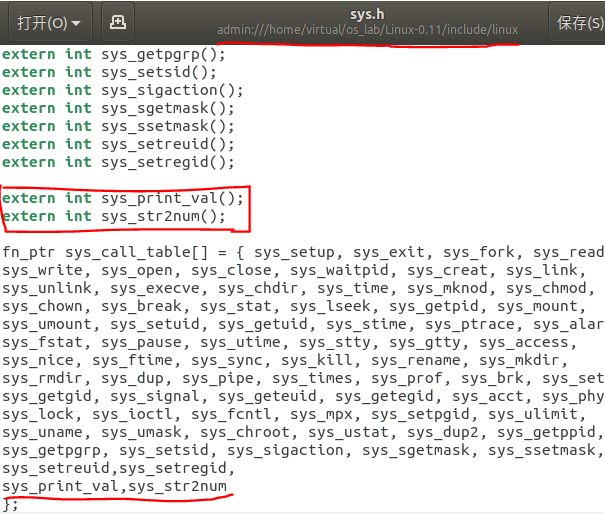 打开(O)
sys.h
admin:///home/virtual/os_lab/Linux-0.11/include/linux
保存(S)
extern int sys_getpgrp();
extern int sys_setsid();
extern int sys_sigaction();
extern int sys_sgetmask();
extern int sys_ssetmask();
extern int sys_setreuid();
extern int sys_setregid();
extern int sys_print_val();
extern int sys_str2num();
fn_ptr sys_call_table[] = { sys_setup, sys_exit, sys_fork, sys_read
sys_write, sys_open, sys_close, sys_waitpid, sys_creat, sys_link,
sys_unlink, sys_execve, sys_chdir, sys_time, sys_mknod, sys_chmod,
sys_chown, sys_break, sys_stat, sys_lseek, sys_getpid, sys_mount,
sys_umount, sys_setuid, sys_getuid, sys_stime, sys_ptrace, sys_alar
sys_fstat, sys_pause, sys_utime, sys_stty, sys_gtty, sys_access,
sys_nice, sys_ftime, sys_sync, sys_kill, sys_rename, sys_mkdir,
sys_rmdir, sys_dup, sys_pipe, sys_times, sys_prof, sys_brk, sys_set
sys_getgid, sys_signal, sys_geteuid, sys_getegid, sys_acct, sys_phy
sys_lock, sys_ioctl, sys_fcntl, sys_mpx, sys_setpgid, sys_ulimit,
sys_uname, sys_umask, sys_chroot, sys_ustat, sys_dup2, sys_getppid,
sys_getpgrp, sys_setsid, sys_sigaction, sys_sgetmask, sys_ssetmask,
sys_setreuid,sys_setregid,
sys_print_val,sys_str2num
};